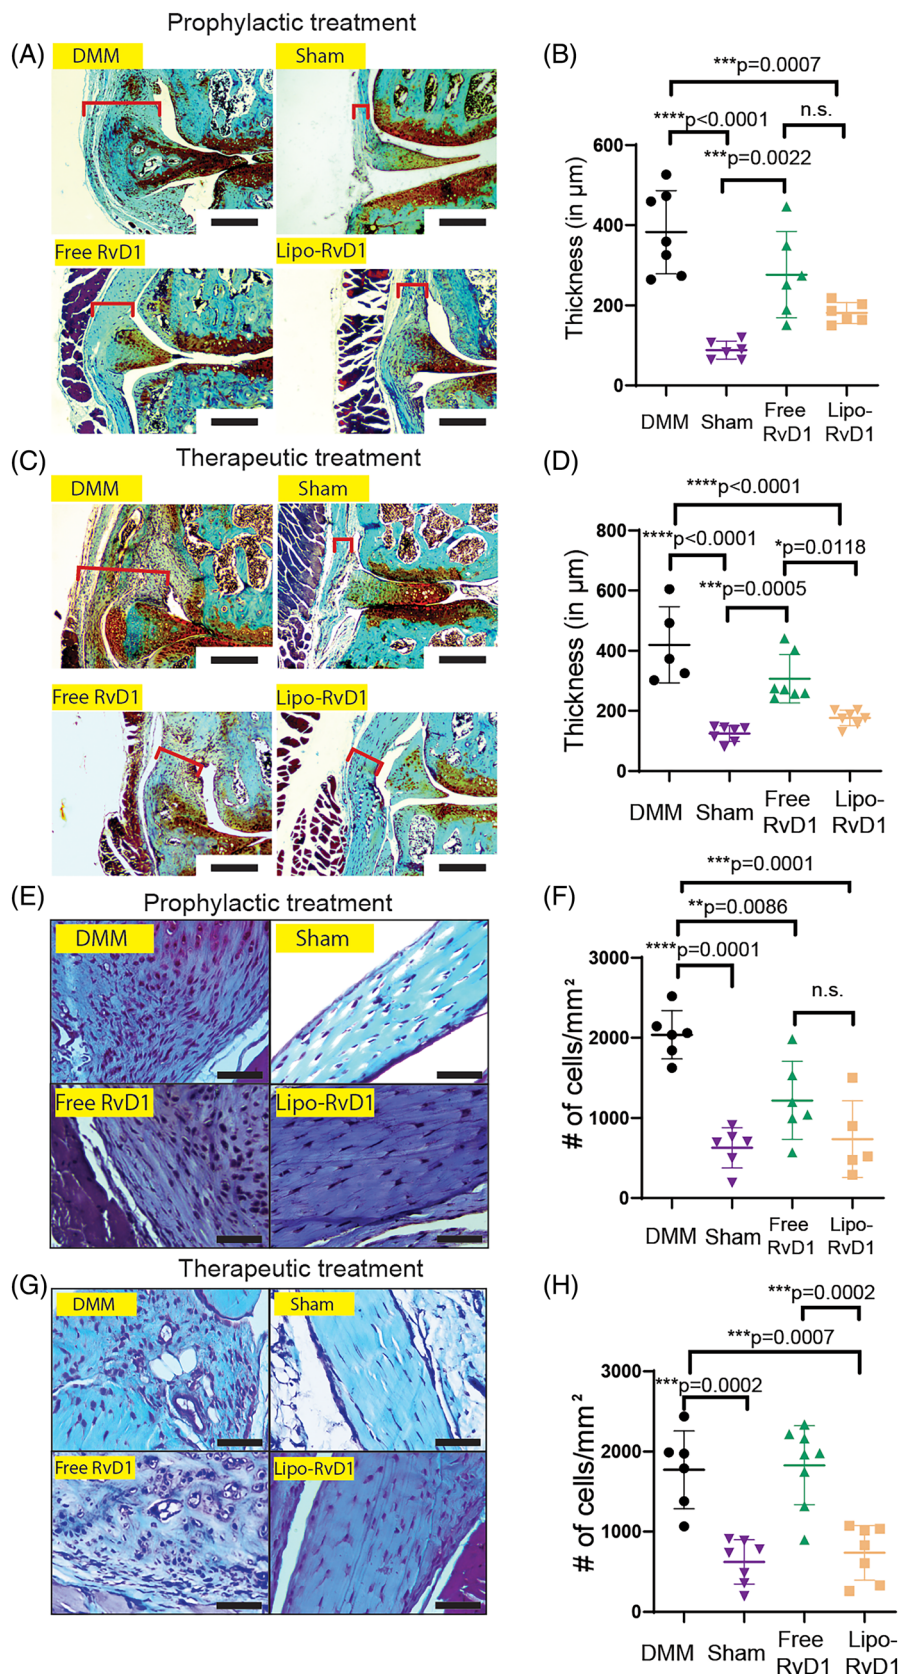 Prophylactic treatment
(A)
DMM
Sham
Free RvD1
Lipo-RvD1
(B)
***p=0.0007
n.s.
****p<0.0001
***p=0.0022
Thickness (in µm)
600
400
200
0
DMM
Sham
Free
RvD1
Lipo-
RvD1
(C)
Therapeutic treatment
DMM
Sham
Free RvD1
Lipo-RvD1
(D)
****p<0.0001
****p<0.0001
*p=0.0118
***p=0.0005
Thickness (in µm)
800
600
400
200
0
DMM
Sham
Free
RvD1
Lipo-
RvD1
(E)
Prophylactic treatment
DMM
Sham
Free RvD1
Lipo-RvD1
(F)
***p=0.0001
**p=0.0086
****p=0.0001
n.s.
# of cells/mm²
3000
2000
1000
0
DMM
Sham
Free
RvD1
Lipo-
RvD1
(G)
Therapeutic treatment
DMM
Sham
Free RvD1
Lipo-RvD1
(H)
***p=0.0002
***p=0.0007
***p=0.0002
# of cells/mm²
3000
2000
1000
0
DMM
Sham
Free
RvD1
Lipo-
RvD1